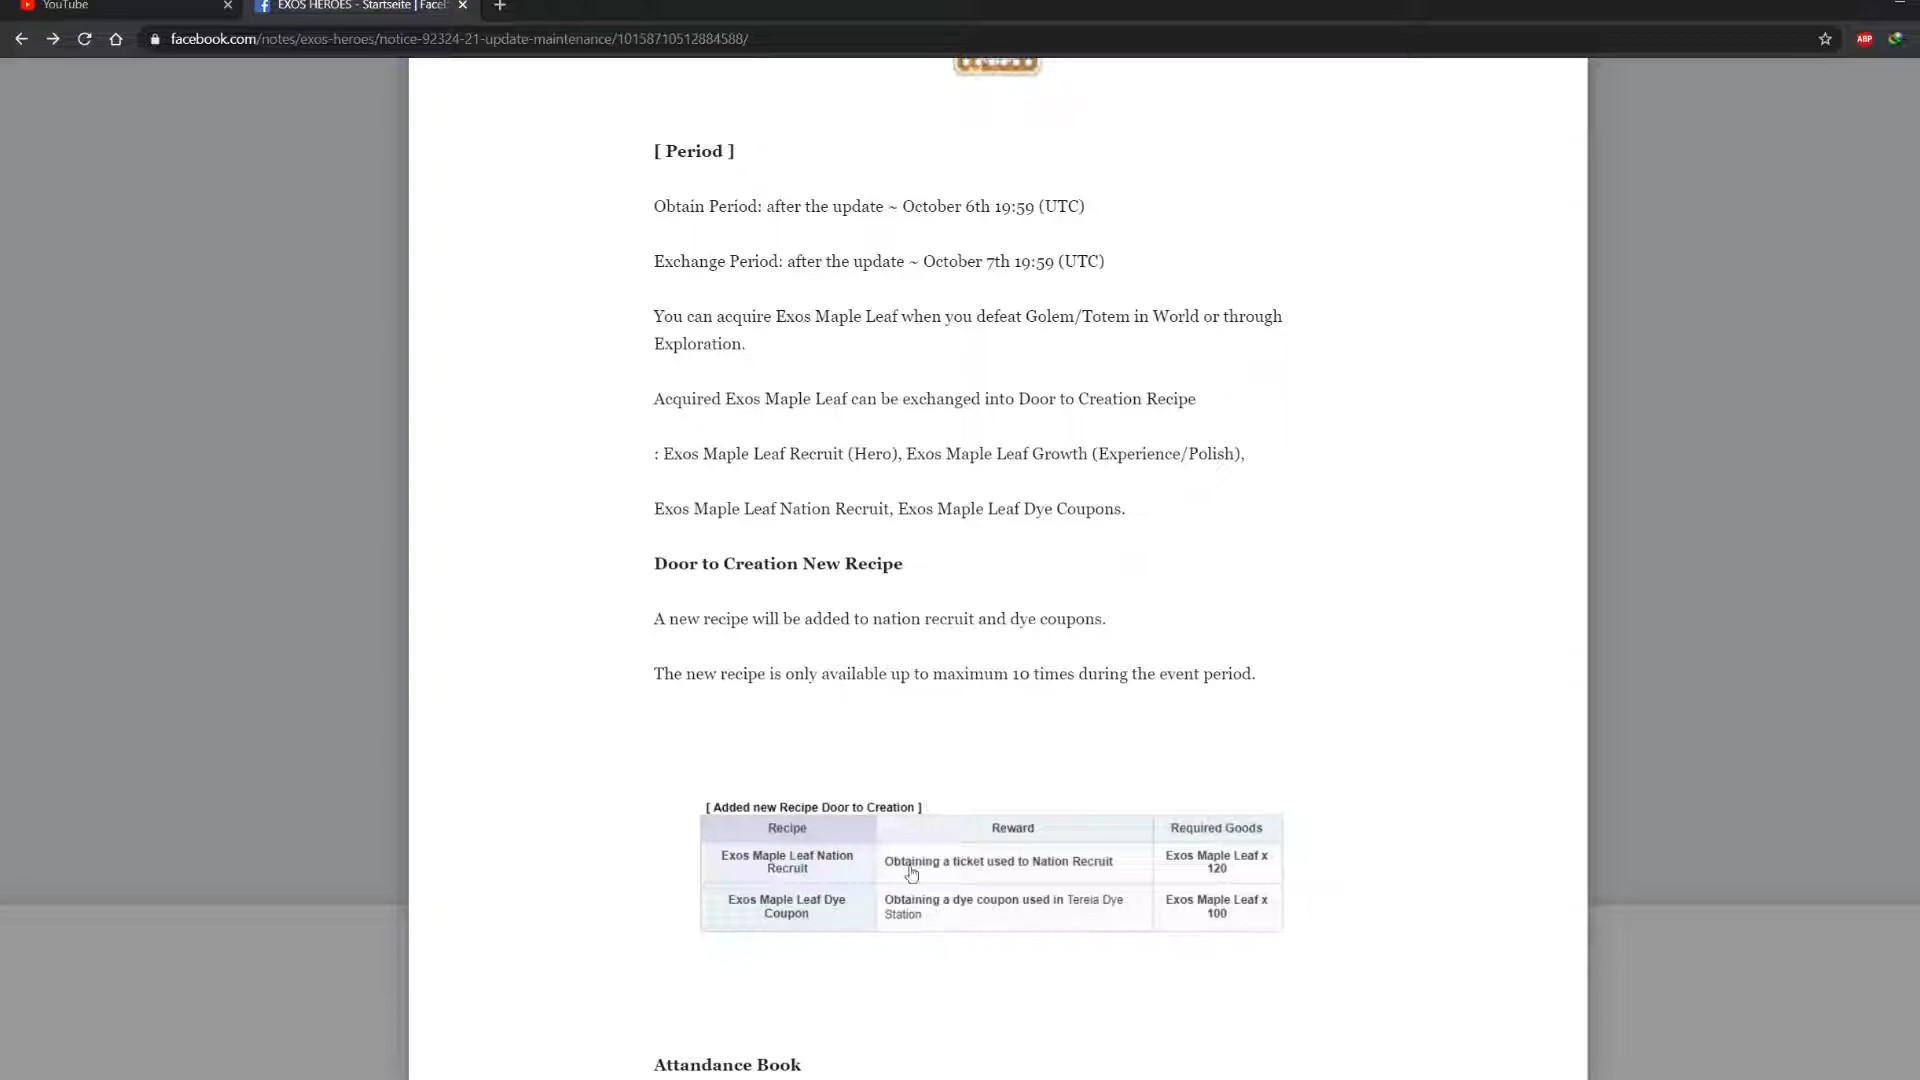 YouTube
EXOS HEROES - Startseite | Facel
facebook.com/notes/exos-heroes/notice-92324-21-update-maintenance/10158710512884588/
ABP
[ Period ]
Obtain Period: after the update ~ October 6th 19:59 (UTC)
Exchange Period: after the update ~ October 7th 19:59 (UTC)
You can acquire Exos Maple Leaf when you defeat Golem/Totem in World or through
Exploration.
Acquired Exos Maple Leaf can be exchanged into Door to Creation Recipe
: Exos Maple Leaf Recruit (Hero), Exos Maple Leaf Growth (Experience/Polish),
Exos Maple Leaf Nation Recruit, Exos Maple Leaf Dye Coupons.
Door to Creation New Recipe
A new recipe will be added to nation recruit and dye coupons.
The new recipe is only available up to maximum 10 times during the event period.
[ Added new Recipe Door to Creation ]
Recipe Reward Required Goods
Exos Maple Leaf Nation
Recruit
Obtaining a ticket used to Nation Recruit
Exos Maple Leaf x
120
Exos Maple Leaf Dye
Coupon
Obtaining a dye coupon used in Tereia Dye
Station
Exos Maple Leaf x
100
Attandance Book